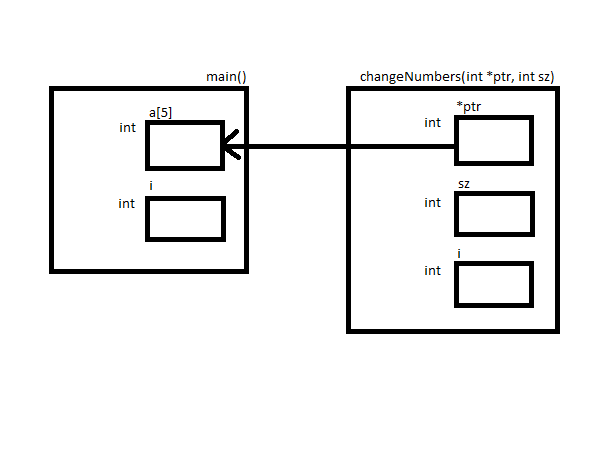 main()
a[5]
int
i
int
changeNumbers(int *ptr, int sz)
*ptr
int
sz
int
i
int